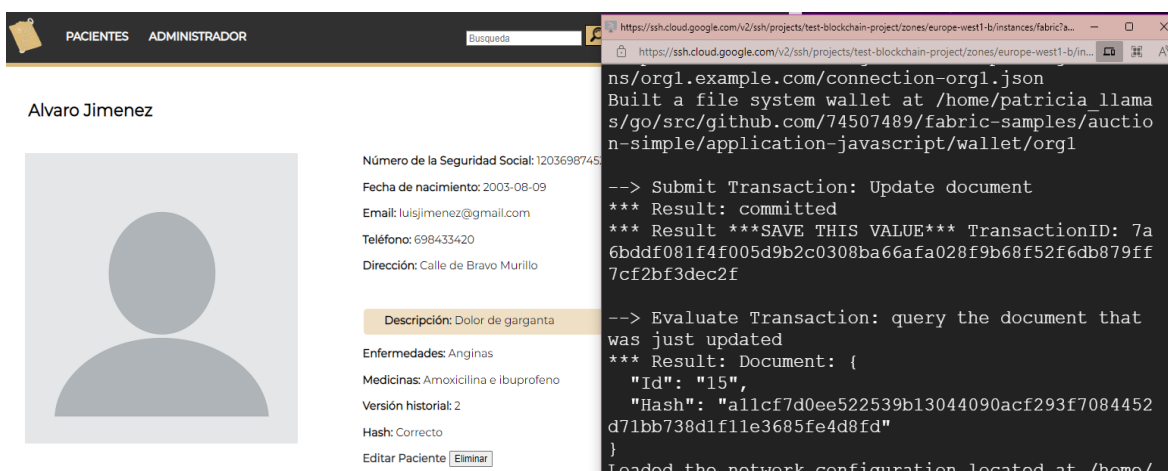 PACIENTES ADMINISTRADOR
Busqueda
Alvaro Jimenez
Número de la Seguridad Social: 1203698745
Fecha de nacimiento: 2003-08-09
Email: luisjimenez@gmail.com
Teléfono: 698433420
Dirección: Calle de Bravo Murillo
Descripción: Dolor de garganta
Enfermedades: Anginas
Medicinas: Amoxicilina e ibuprofeno
Versión historial: 2
Hash: Correcto
Editar Paciente Eliminar
https://ssh.cloud.google.com/v2/ssh/projects/test-blockchain-project/zones/europe-west1-b/instances/fabric?a...
https://ssh.cloud.google.com/v2/ssh/projects/test-blockchain-project/zones/europe-west1-b/in...
ns/org1.example.com/connection-org1.json
Built a file system wallet at /home/patricia_llama
s/go/src/github.com/74507489/fabric-samples/auctio
n-simple/application-javascript/wallet/org1
--> Submit Transaction: Update document
*** Result: committed
*** Result ***SAVE THIS VALUE*** TransactionID: 7a
6bddf081f4f005d9b2c0308ba66afa028f9b68f52f6db879ff
7cf2bf3dec2f
--> Evaluate Transaction: query the document that
was just updated
*** Result: Document: {
"Id": "15",
"Hash": "a11cf7d0ee522539b13044090acf293f7084452
d71bb738d1f11e3685fe4d8fd"
}
Loaded the network configuration located at /home/